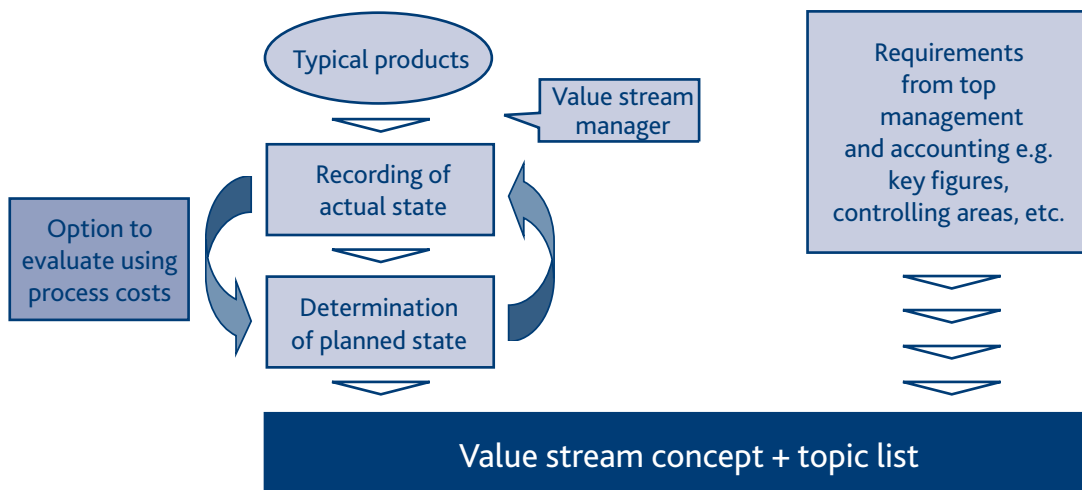 Typical products
Value stream
manager
Recording of
actual state
Option to
evaluate using
process costs
Determination
of planned state
Requirements
from top
management
and accounting e.g.
key figures,
controlling areas, etc.
Value stream concept + topic list